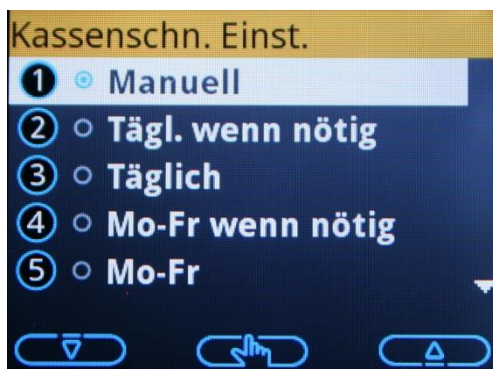 Kassenschn. Einst.
1 Manuell
2 Tägl. wenn nötig
3 Täglich
4 Mo-Fr wenn nötig
5 Mo-Fr